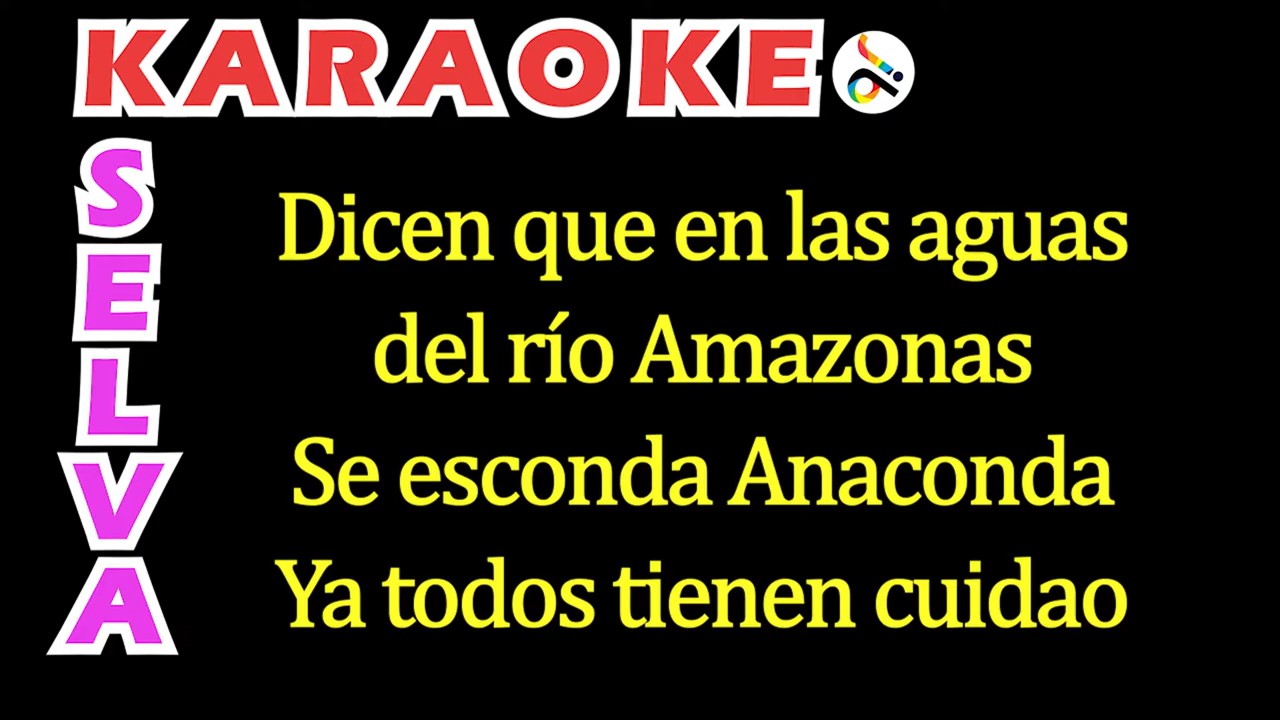 KARAOKE
SELVA
Dicen que en las aguas
del río Amazonas
Se esconda Anaconda
Ya todos tienen cuidao